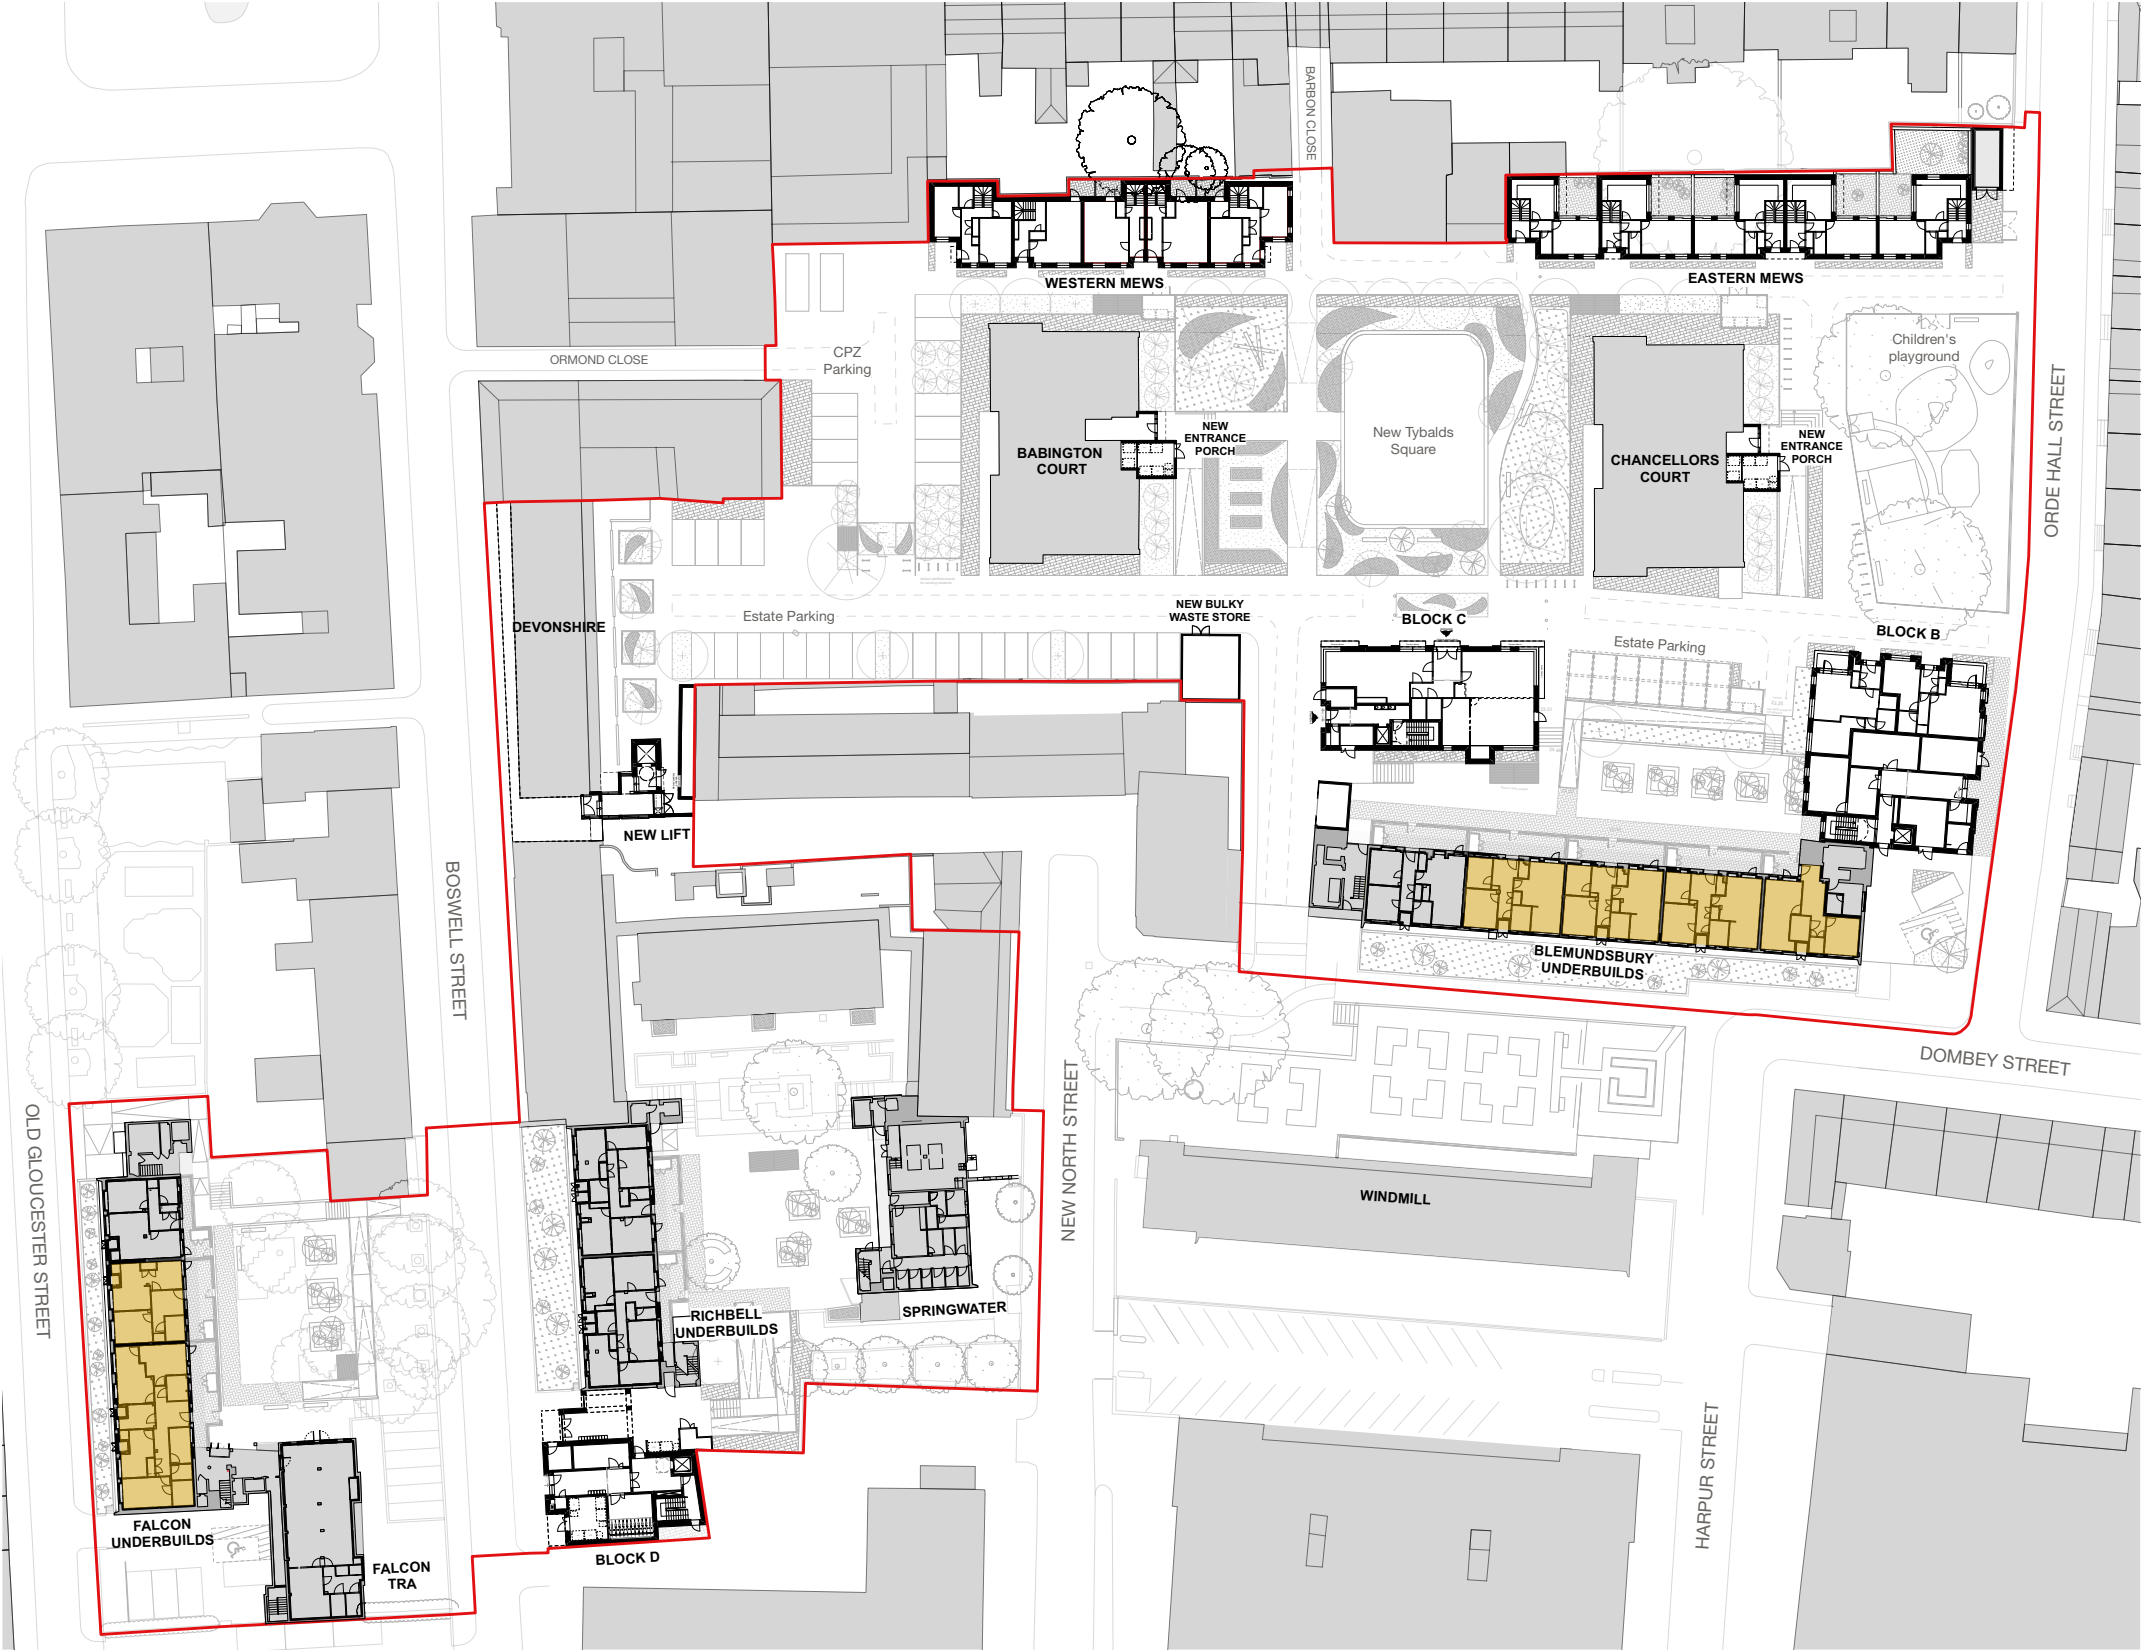 BARBON CLOSE
WESTERN MEWS
EASTERN MEWS
ORMOND CLOSE
CPZ
Parking
Children's
playground
ORDE HALL STREET
New Tybalds
Square
NEW
ENTRANCE
PORCH
BABINGTON
COURT
NEW
ENTRANCE
PORCH
CHANCELLORS
COURT
DEVONSHIRE
Estate Parking
NEW BULKY
WASTE STORE
BLOCK C
Estate Parking
BLOCK B
NEW LIFT
BOSWELL STREET
BLEMUNDSBURY
UNDERBUILDS
DOMBEY STREET
OLD GLOUCESTER STREET
NEW NORTH STREET
WINDMILL
RICHBELL
UNDERBUILDS
SPRINGWATER
HARPUR STREET
FALCON
UNDERBUILDS
FALCON
TRA
BLOCK D